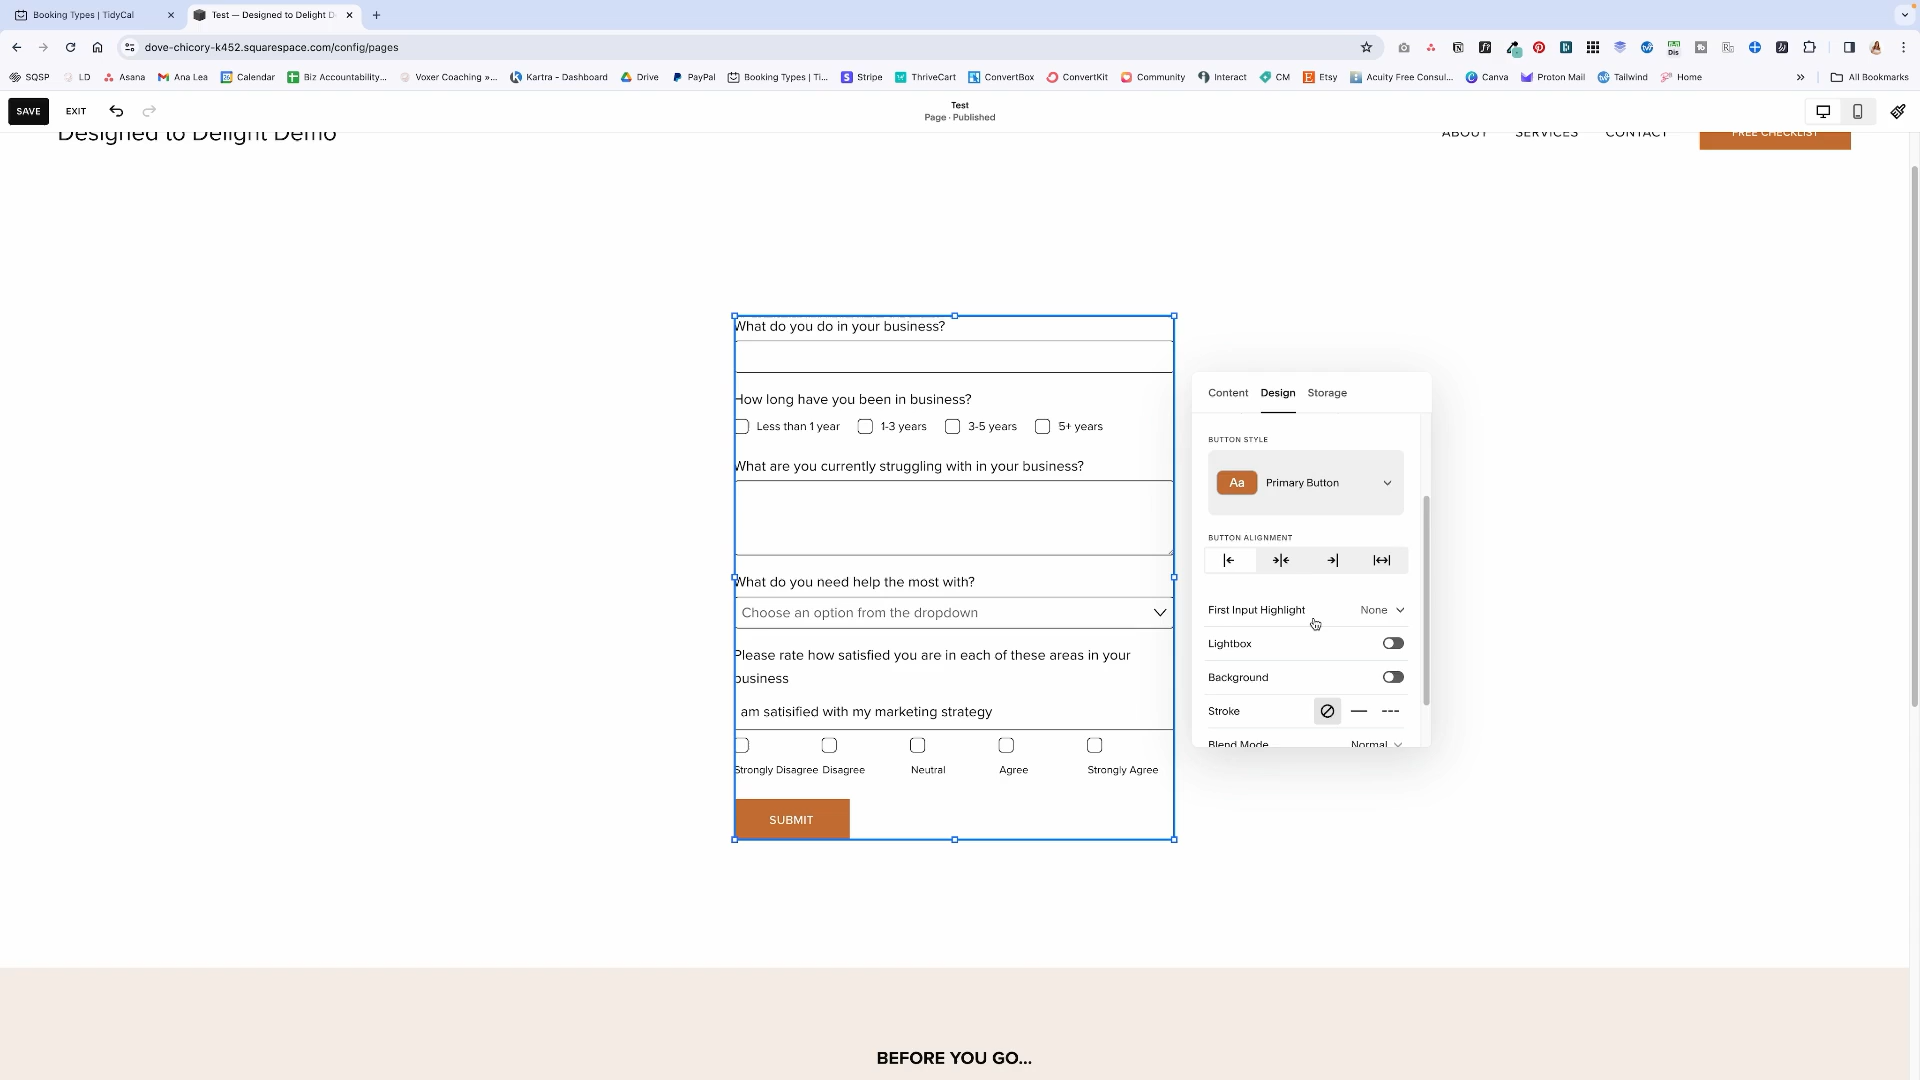 Booking Types | TidyCal
Test — Designed to Delight D
dove-chicory-k452.squarespace.com/config/pages
SQSP
LD
Asana
Ana Lea
Calendar
Biz Accountability...
Voxer Coaching »...
Kartra - Dashboard
Drive
PayPal
Booking Types | Ti...
Stripe
ThriveCart
ConvertBox
ConvertKit
Community
Interact
CM
Etsy
Acuity Free Consul...
Canva
Proton Mail
Tailwind
Home
All Bookmarks
SAVE
EXIT
Test
Page · Published
Designed to Delight Demo
ABOUT
SERVICES
CONTACT
FREE CHECKLIST
What do you do in your business?
How long have you been in business?
Less than 1 year
1-3 years
3-5 years
5+ years
What are you currently struggling with in your business?
What do you need help the most with?
Choose an option from the dropdown
Please rate how satisfied you are in each of these areas in your
business
am satisified with my marketing strategy
Strongly Disagree
Disagree
Neutral
Agree
Strongly Agree
SUBMIT
Content
Design
Storage
BUTTON STYLE
Aa
Primary Button
BUTTON ALIGNMENT
First Input Highlight
None
Lightbox
Background
Stroke
Blend Mode
Normal
BEFORE YOU GO...